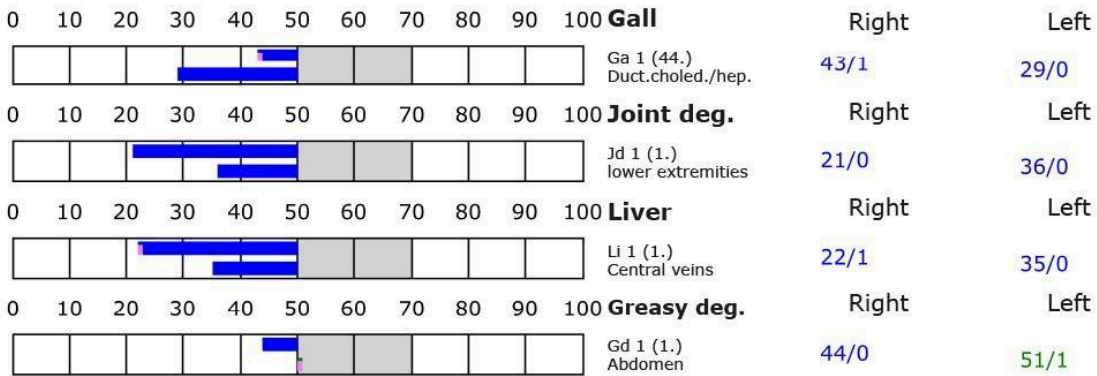 0 10 20 30 40 50 60 70 80 90 100 Gall Right Left
Ga 1 (44.) 43/1 29/0
Duct.choled./hep.
0 10 20 30 40 50 60 70 80 90 100 Joint deg. Right Left
Jd 1 (1.) 21/0 36/0
lower extremities
0 10 20 30 40 50 60 70 80 90 100 Liver Right Left
Li 1 (1.) 22/1 35/0
Central veins
0 10 20 30 40 50 60 70 80 90 100 Greasy deg. Right Left
Gd 1 (1.) 44/0 51/1
Abdomen